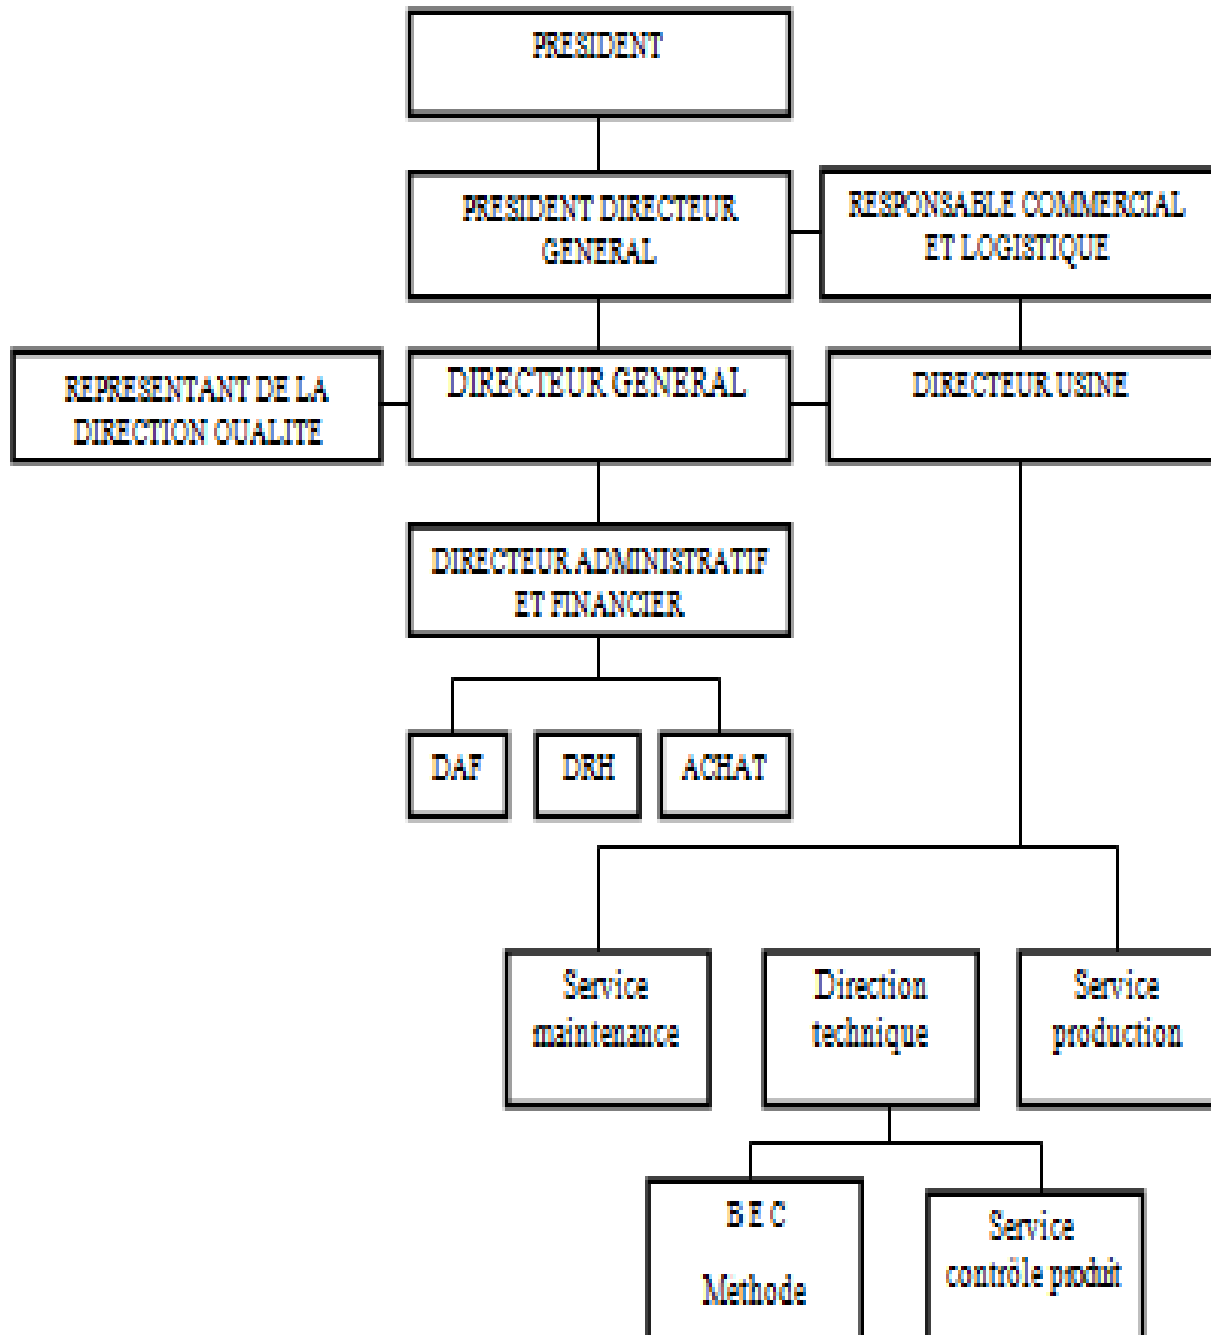 PRESIDENT
PRESIDENT DIRECTEUR
GENERAL
RESPONSABLE COMMERCIAL
ET LOGISTIQUE
REPRESENTANT DE LA
DIRECTION QUALITE
DIRECTEUR GENERAL
DIRECTEUR USINE
DIRECTEUR ADMINISTRATIF
ET FINANCIER
DAF
DRH
ACHAT
Service
maintenance
Direction
technique
Service
production
B E C
Methode
Service
contrôle produit